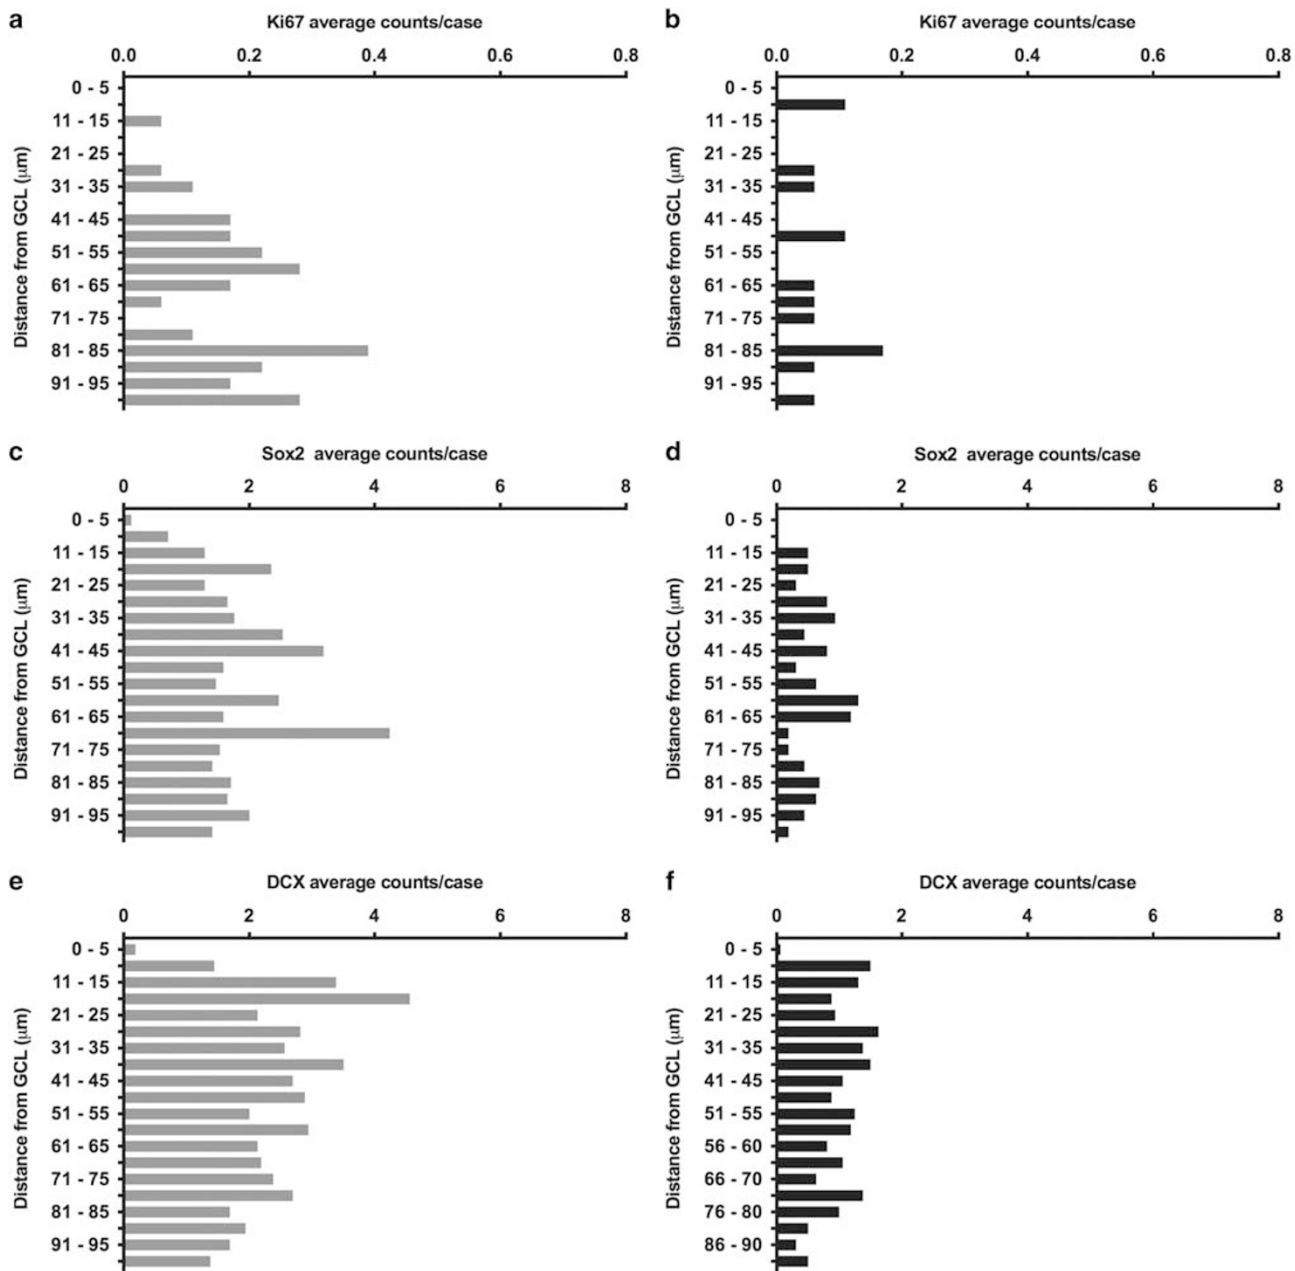 a
Ki67 average counts/case
0.0 0.2 0.4 0.6 0.8
Distance from GCL (μm)
0 - 5
11 - 15
21 - 25
31 - 35
41 - 45
51 - 55
61 - 65
71 - 75
81 - 85
91 - 95
b
Ki67 average counts/case
0.0 0.2 0.4 0.6 0.8
Distance from GCL (μm)
0 - 5
11 - 15
21 - 25
31 - 35
41 - 45
51 - 55
61 - 65
71 - 75
81 - 85
91 - 95
c
Sox2 average counts/case
0 2 4 6 8
Distance from GCL (μm)
0 - 5
11 - 15
21 - 25
31 - 35
41 - 45
51 - 55
61 - 65
71 - 75
81 - 85
91 - 95
d
Sox2 average counts/case
0 2 4 6 8
Distance from GCL (μm)
0 - 5
11 - 15
21 - 25
31 - 35
41 - 45
51 - 55
61 - 65
71 - 75
81 - 85
91 - 95
e
DCX average counts/case
0 2 4 6 8
Distance from GCL (μm)
0 - 5
11 - 15
21 - 25
31 - 35
41 - 45
51 - 55
61 - 65
71 - 75
81 - 85
91 - 95
f
DCX average counts/case
0 2 4 6 8
Distance from GCL (μm)
0 - 5
11 - 15
21 - 25
31 - 35
41 - 45
51 - 55
56 - 60
66 - 70
76 - 80
86 - 90